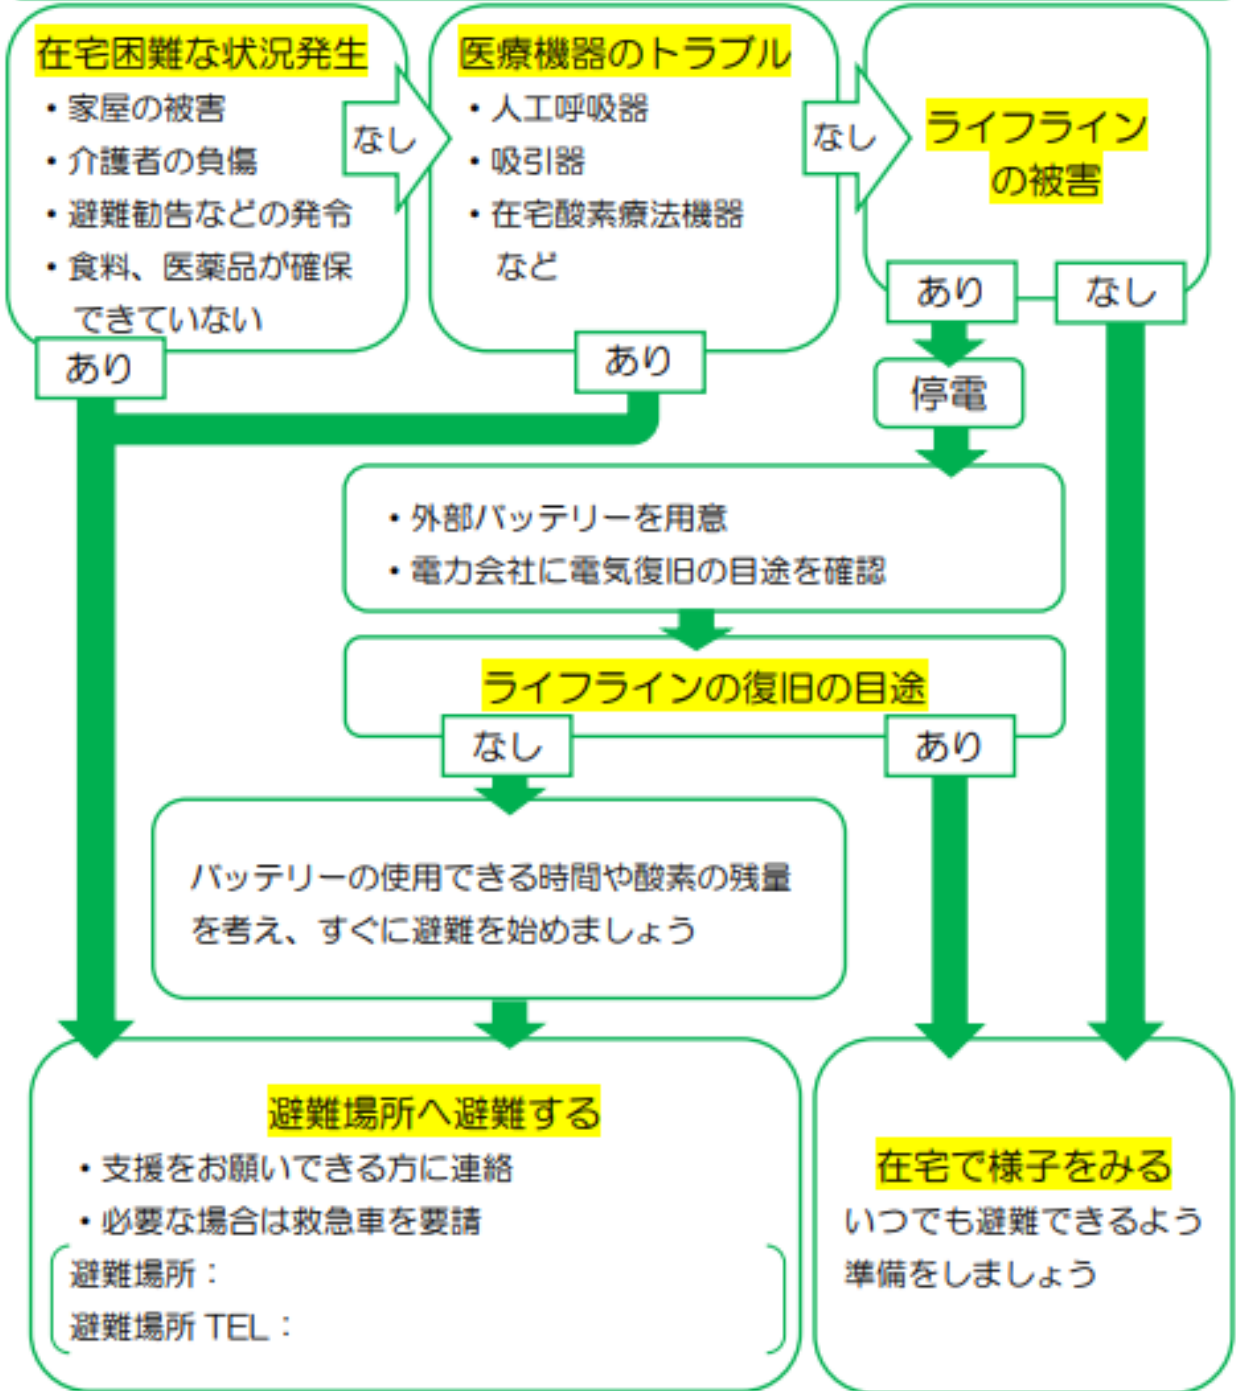 在宅困難な状況発生
・家屋の被害
・介護者の負傷
・避難勧告などの発令
・食料、医薬品が確保
できていない
あり
なし
医療機器のトラブル
・人工呼吸器
・吸引器
・在宅酸素療法機器
など
あり
なし
ライフライン
の被害
あり
なし
停電
・外部バッテリーを用意
・電力会社に電気復旧の目途を確認
ライフラインの復旧の目途
なし
あり
バッテリーの使用できる時間や酸素の残量
を考え、すぐに避難を始めましょう
避難場所へ避難する
・支援をお願いできる方に連絡
・必要な場合は救急車を要請
避難場所：
避難場所 TEL：
在宅で様子をみる
いつでも避難できるよう
準備をしましょう